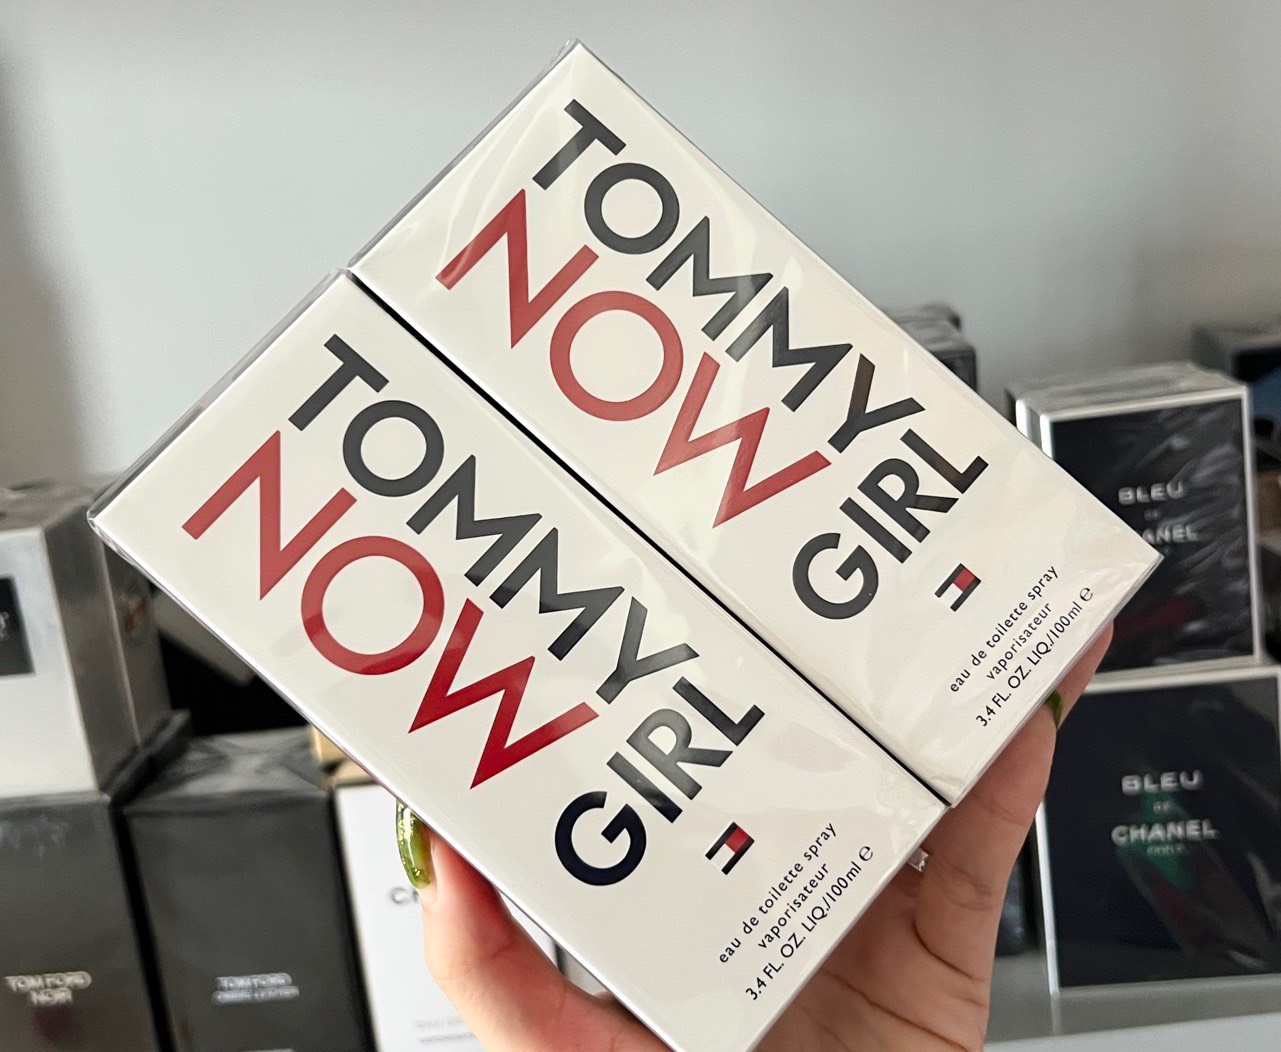 TOMMY
NOW
GIRL
eau de toilette spray
vaporisateur
3.4 FL. OZ. LIQ./100ml ℮
TOMMY
NOW
GIRL
eau de toilette spray
vaporisateur
3.4 FL. OZ. LIQ./100ml ℮
BLEU
DE
BLEU
DE
CHANEL
PARIS
TOM FORD
NOIR
TOM FORD